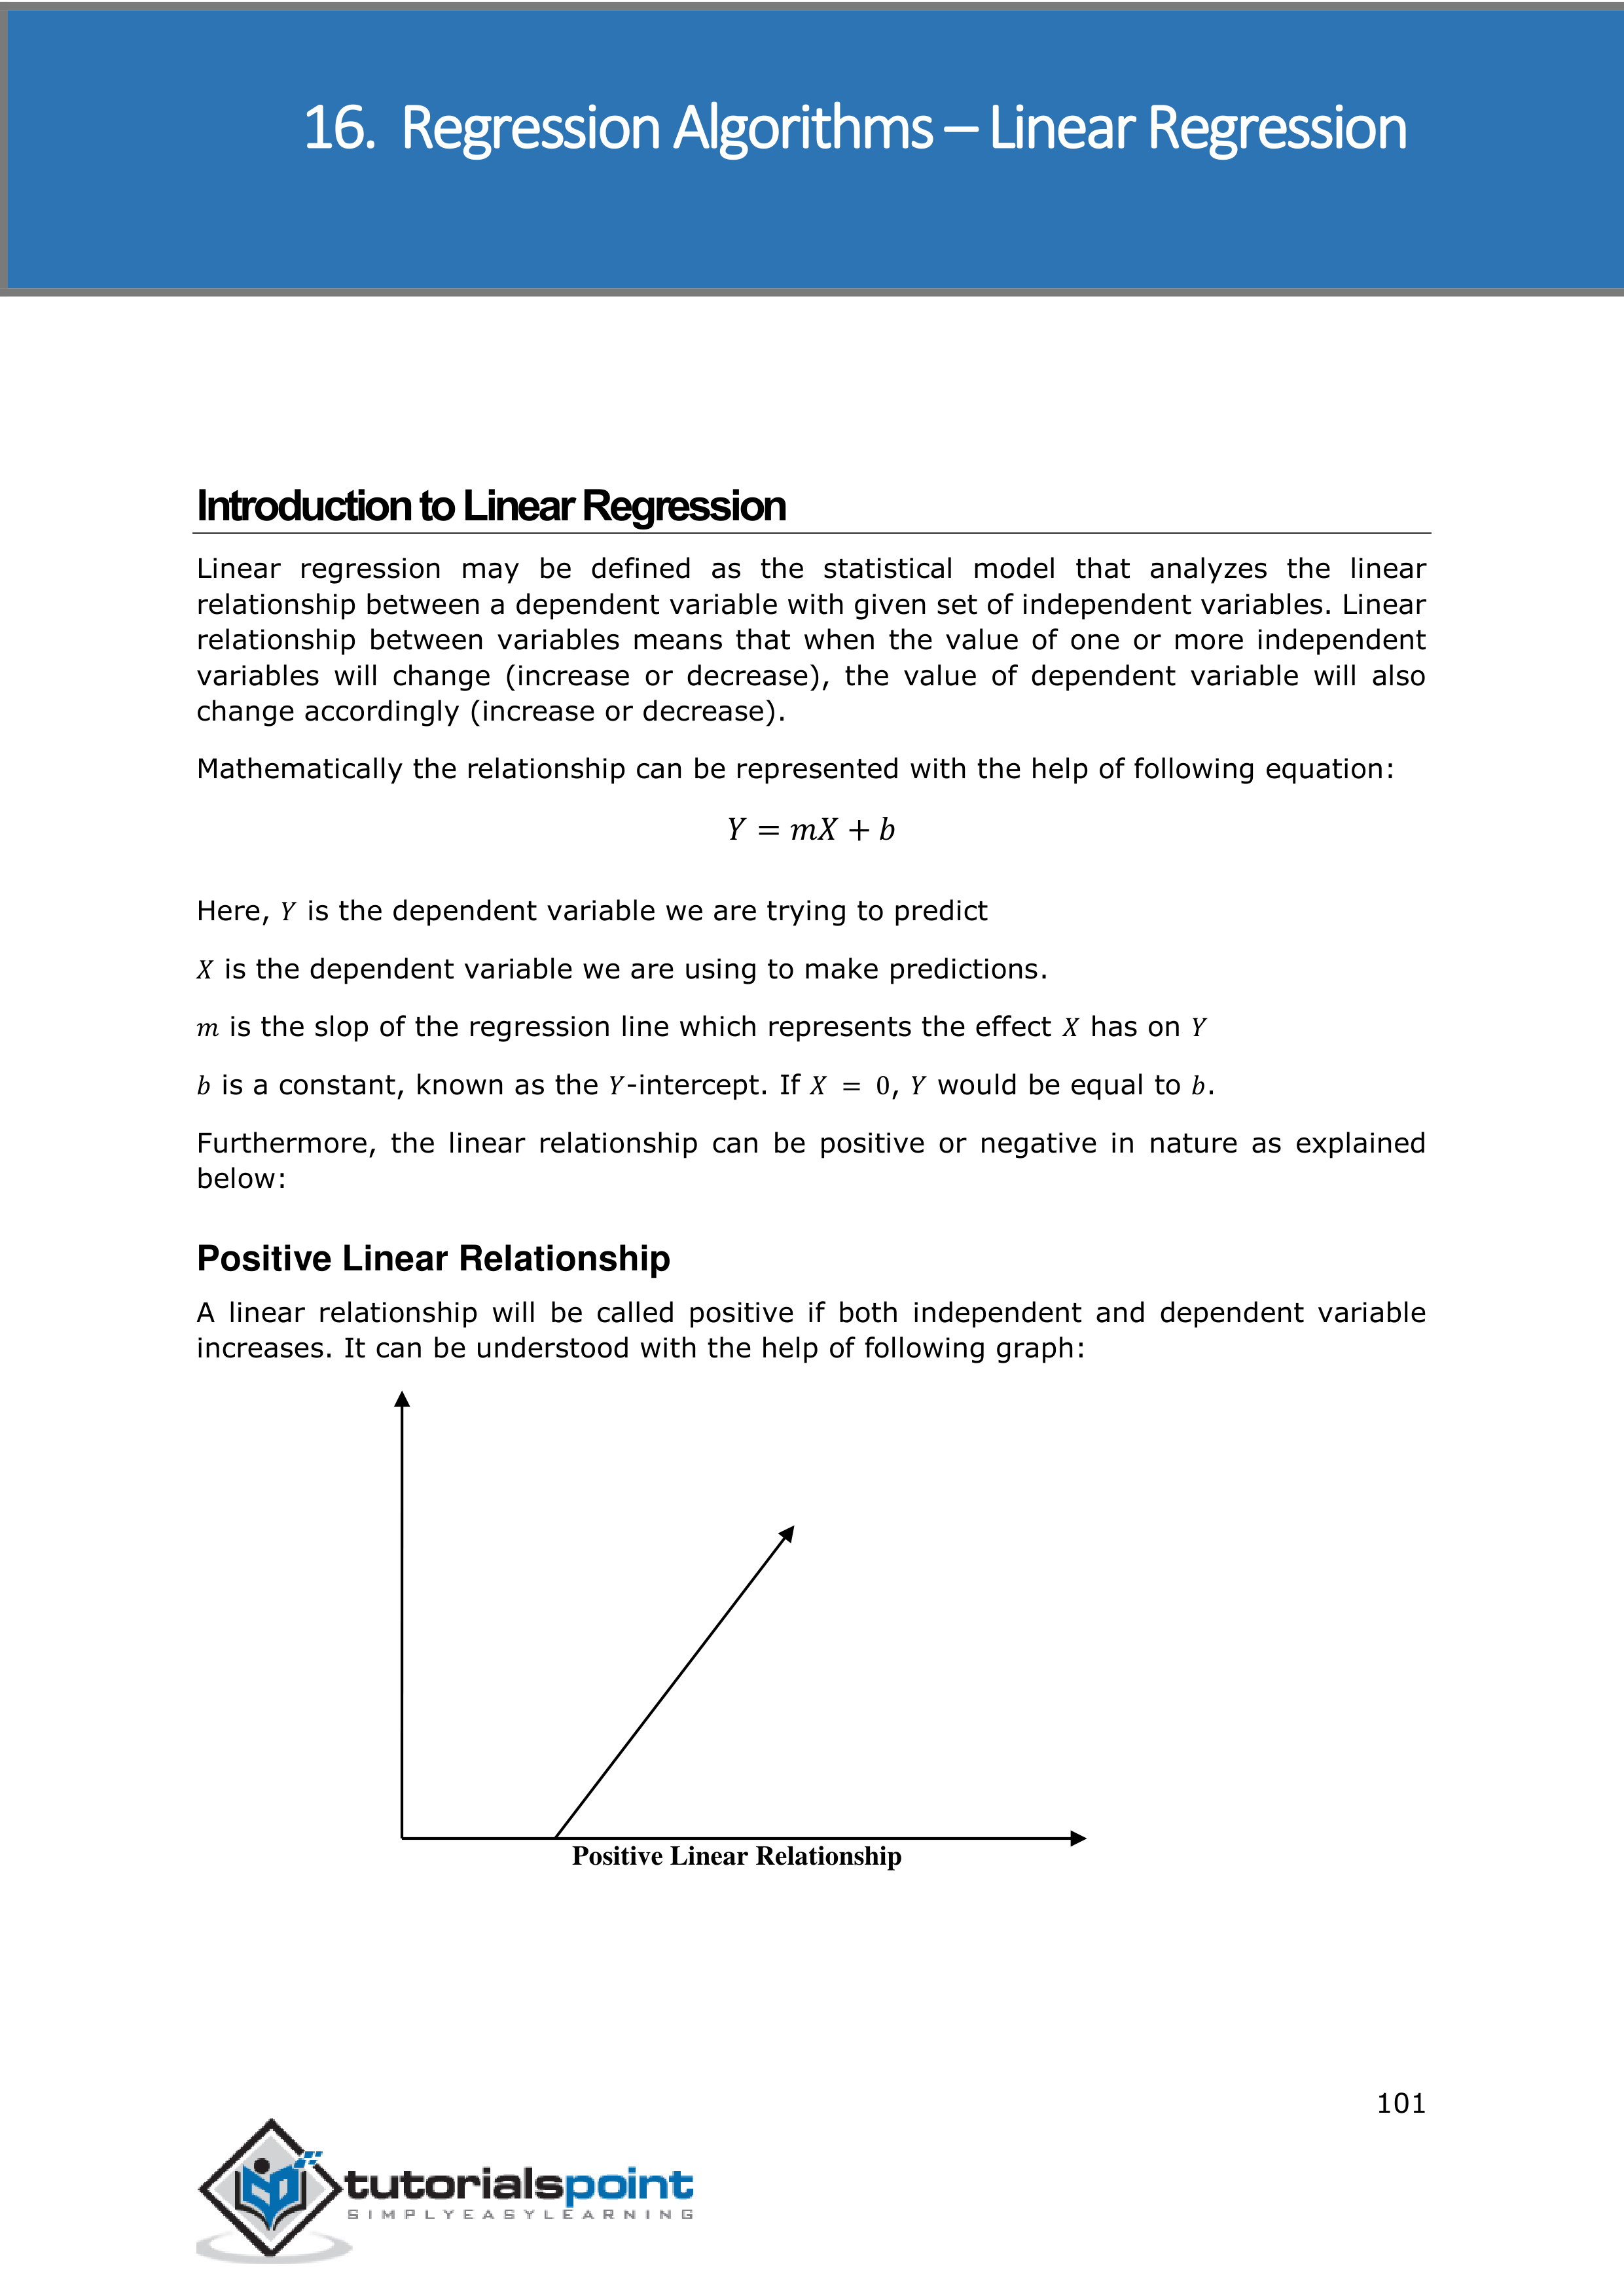 16. Regression Algorithms – Linear Regression
Introduction to Linear Regression
Linear regression may be defined as the statistical model that analyzes the linear
relationship between a dependent variable with given set of independent variables. Linear
relationship between variables means that when the value of one or more independent
variables will change (increase or decrease), the value of dependent variable will also
change accordingly (increase or decrease).
Mathematically the relationship can be represented with the help of following equation:
Y = mX + b
Here, Y is the dependent variable we are trying to predict
X is the dependent variable we are using to make predictions.
m is the slop of the regression line which represents the effect X has on Y
b is a constant, known as the Y-intercept. If X = 0, Y would be equal to b.
Furthermore, the linear relationship can be positive or negative in nature as explained
below:
Positive Linear Relationship
A linear relationship will be called positive if both independent and dependent variable
increases. It can be understood with the help of following graph:
Positive Linear Relationship
101
tutorialspoint
SIMPLYEASYLEARNING